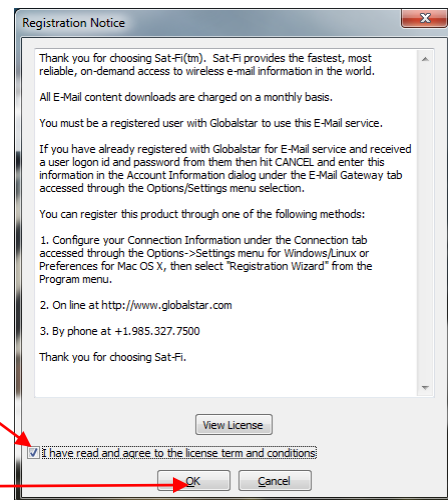 Registration Notice
Thank you for choosing Sat-Fi(tm). Sat-Fi provides the fastest, most
reliable, on-demand access to wireless e-mail information in the world.
All E-Mail content downloads are charged on a monthly basis.
You must be a registered user with Globalstar to use this E-Mail service.
If you have already registered with Globalstar for E-Mail service and received
a user logon id and password from them then hit CANCEL and enter this
information in the Account Information dialog under the E-Mail Gateway tab
accessed through the Options/Settings menu selection.
You can register this product through one of the following methods:
1. Configure your Connection Information under the Connection tab
accessed through the Options->Settings menu for Windows/Linux or
Preferences for Mac OS X, then select "Registration Wizard" from the
Program menu.
2. On line at http://www.globalstar.com
3. By phone at +1.985.327.7500
Thank you for choosing Sat-Fi.
View License
I have read and agree to the license term and conditions
OK Cancel